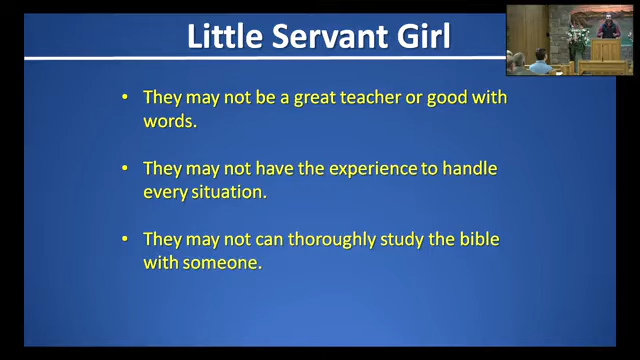 Little Servant Girl
• They may not be a great teacher or good with
words.
• They may not have the experience to handle
every situation.
• They may not can thoroughly study the bible
with someone.